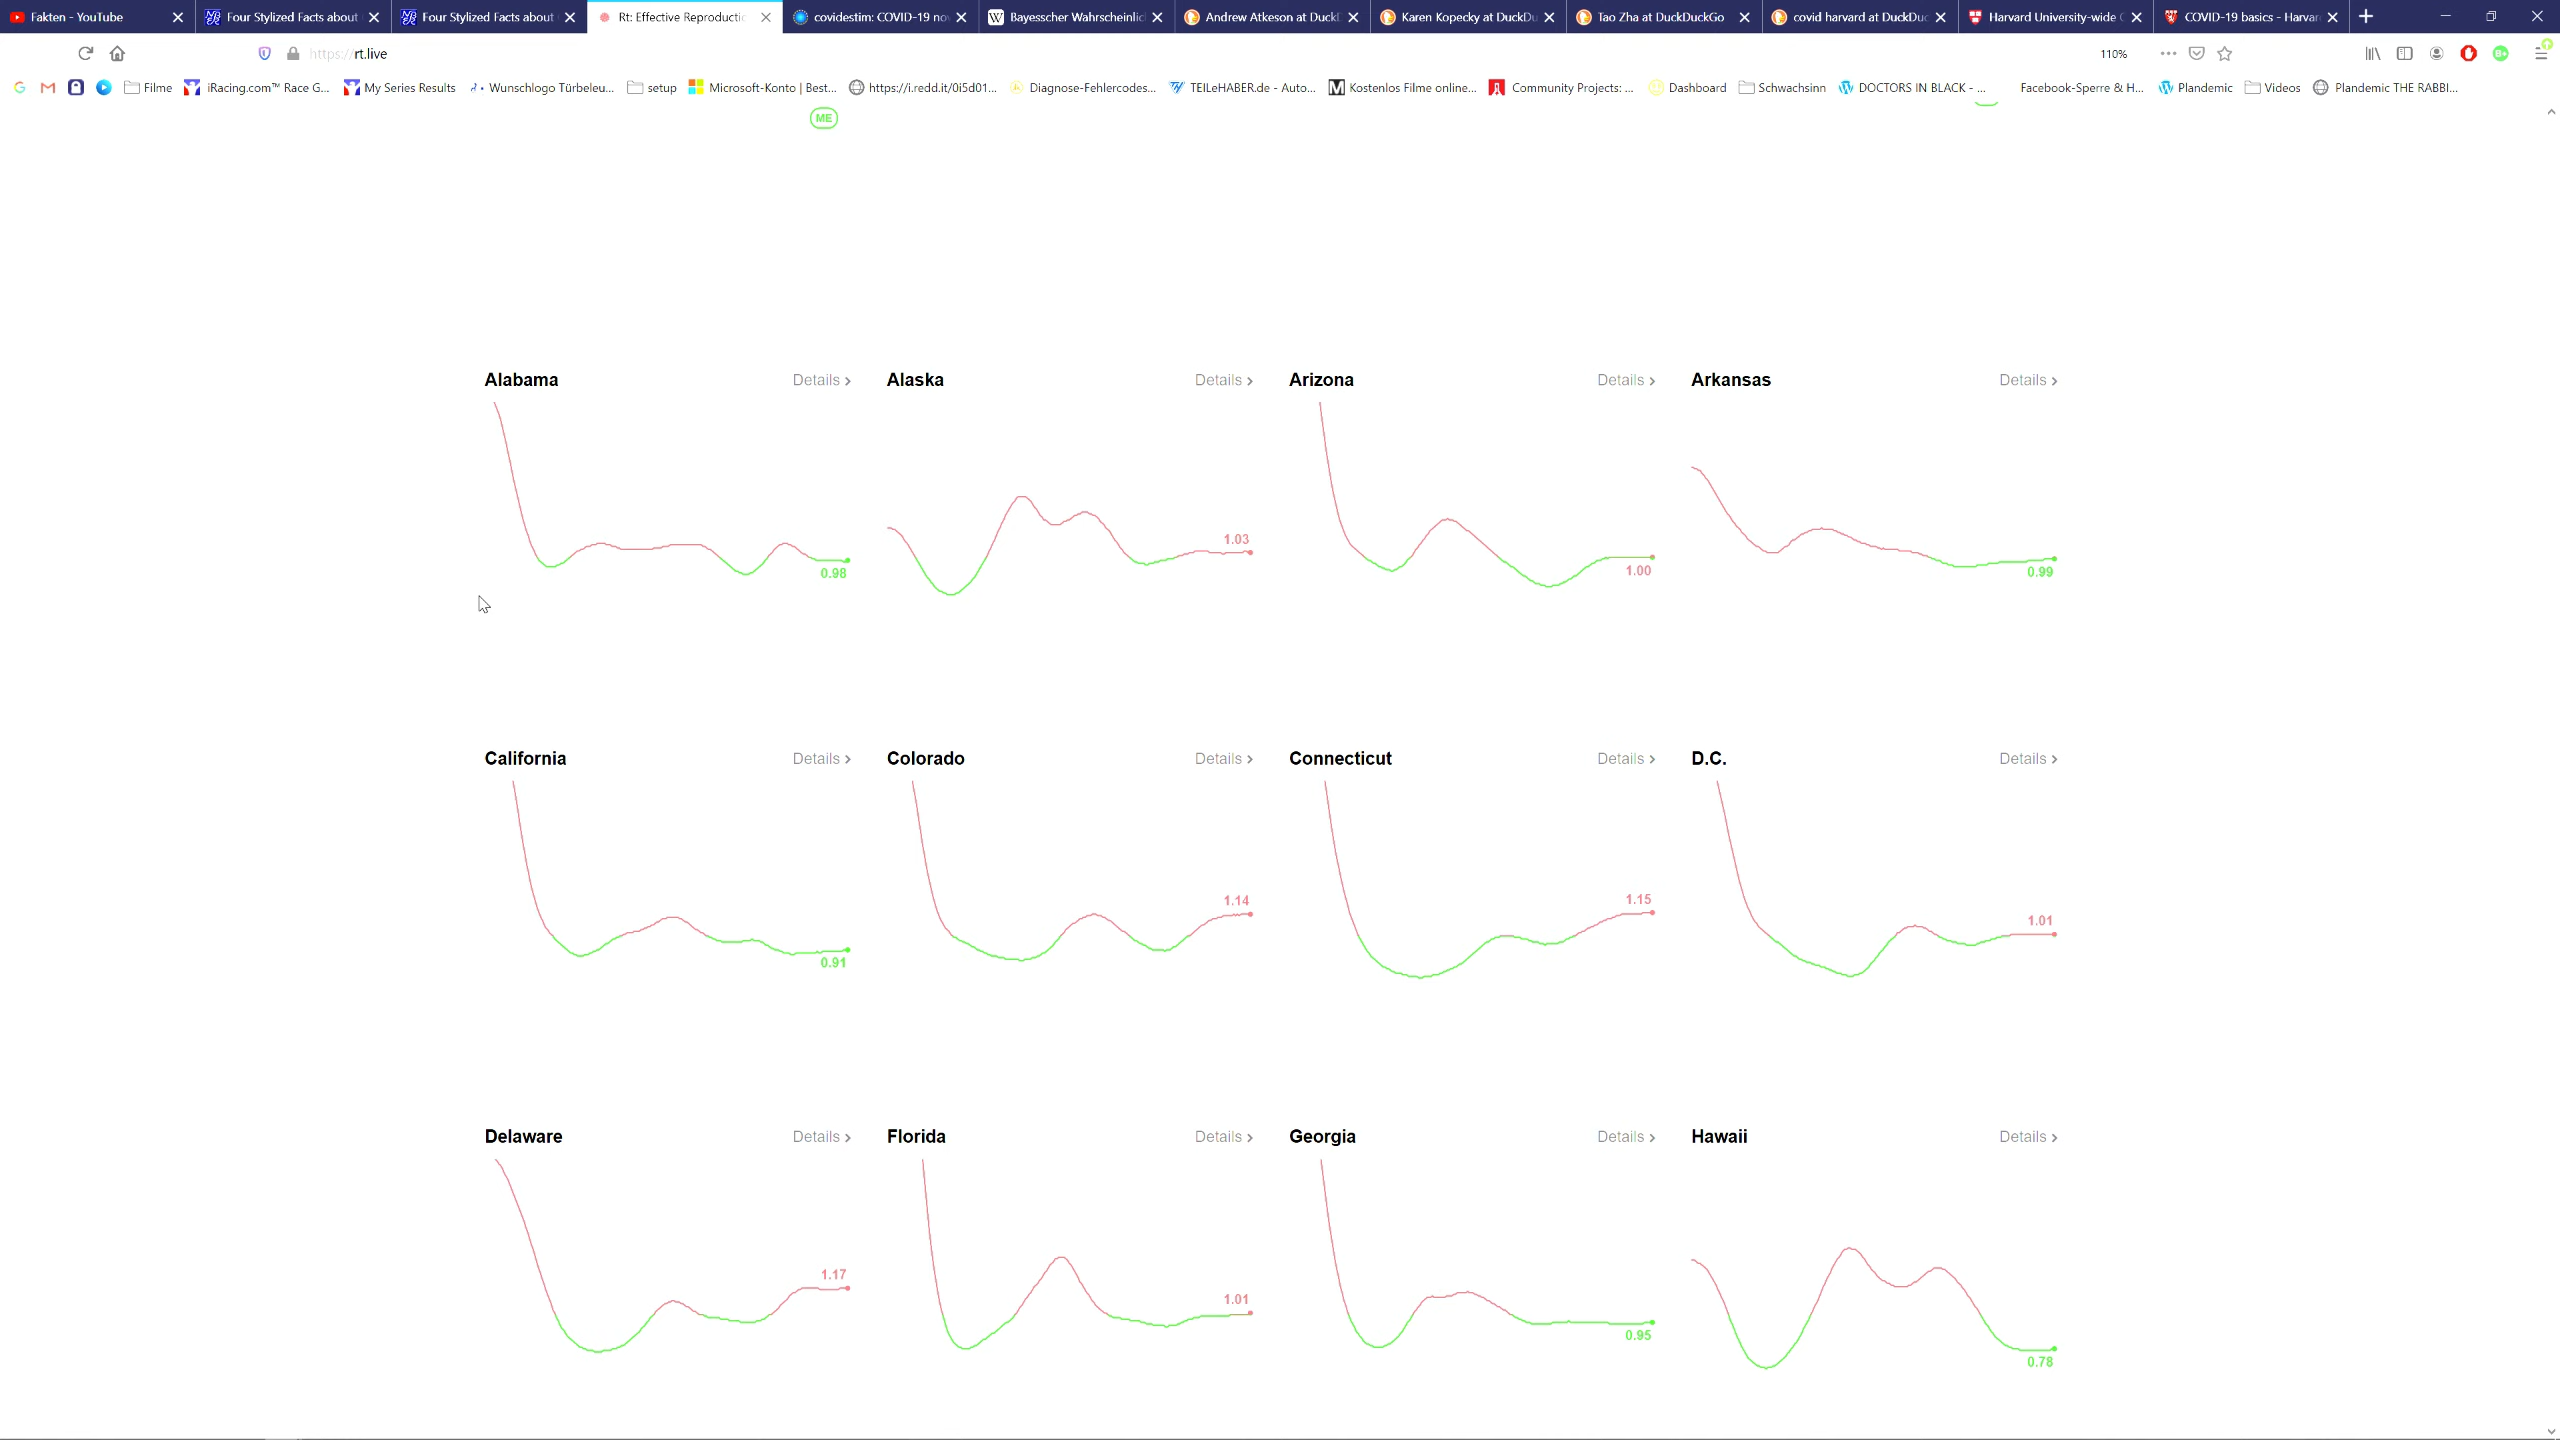 Fakten - YouTube
Four Stylized Facts about
Four Stylized Facts about
Rt: Effective Reproductio
covidestim: COVID-19 no
Bayesscher Wahrscheinlic
Andrew Atkeson at Duck
Karen Kopecky at DuckDu
Tao Zha at DuckDuckGo
covid harvard at DuckDuc
Harvard University-wide
COVID-19 basics - Harvar
https://rt.live
110%
Filme
iRacing.com™ Race G...
My Series Results
Wunschlogo Türbeleu...
setup
Microsoft-Konto | Best...
https://i.redd.it/0i5d01...
Diagnose-Fehlercodes...
TEILeHABER.de - Auto...
Kostenlos Filme online...
Community Projects: ...
Dashboard
Schwachsinn
DOCTORS IN BLACK - ...
Facebook-Sperre & H...
Plandemic
Videos
Plandemic THE RABBI...
ME
Alabama Details >
0.98
Alaska Details >
1.03
Arizona Details >
1.00
Arkansas Details >
0.99
California Details >
0.91
Colorado Details >
1.14
Connecticut Details >
1.15
D.C. Details >
1.01
Delaware Details >
1.17
Florida Details >
1.01
Georgia Details >
0.95
Hawaii Details >
0.78